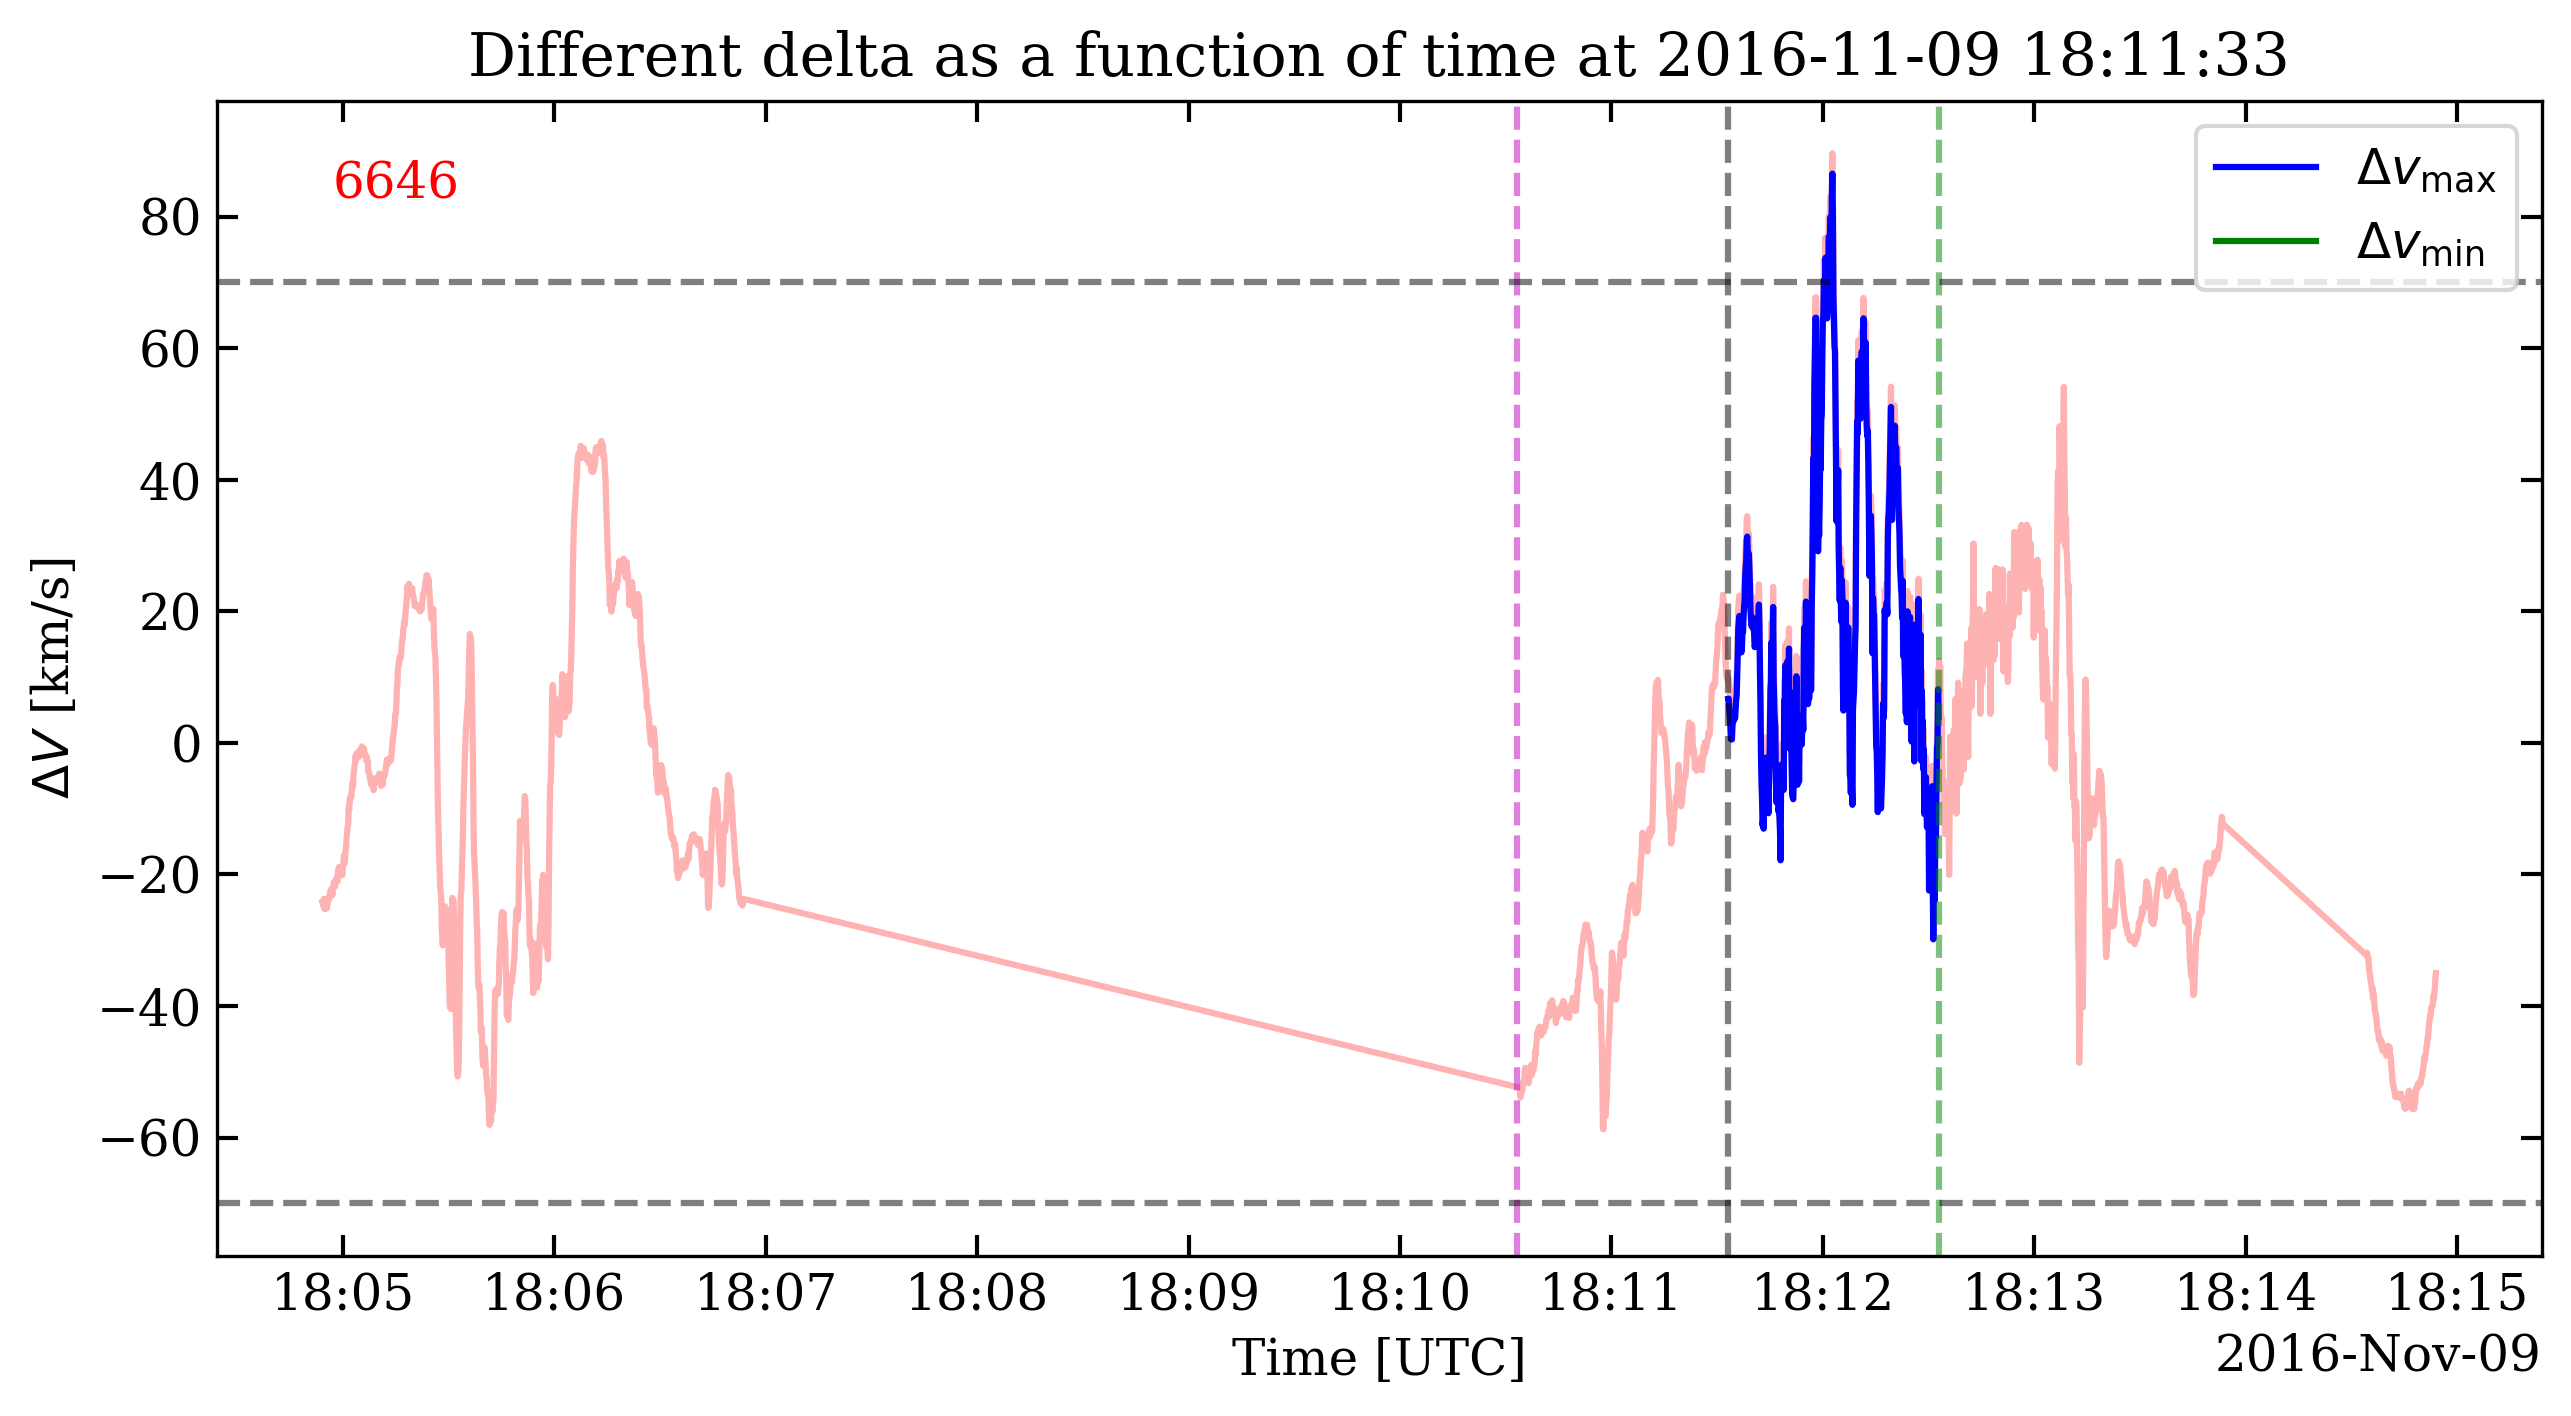 Different delta as a function of time at 2016-11-09 18:11:33
6646
Δv_max
Δv_min
80
60
40
20
0
−20
−40
−60
ΔV [km/s]
18:05 18:06 18:07 18:08 18:09 18:10 18:11 18:12 18:13 18:14 18:15
Time [UTC]
2016-Nov-09